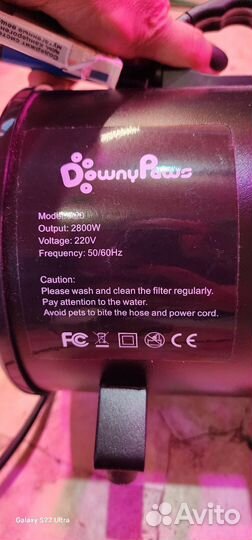 DownyPaws
Model:
Output: 2800W
Voltage: 220V
Frequency: 50/60Hz
Caution:
Please wash and clean the filter regularly.
Pay attention to the water.
Avoid pets to bite the hose and power cord.
FC CE
Galaxy S22 Ultra
Avito